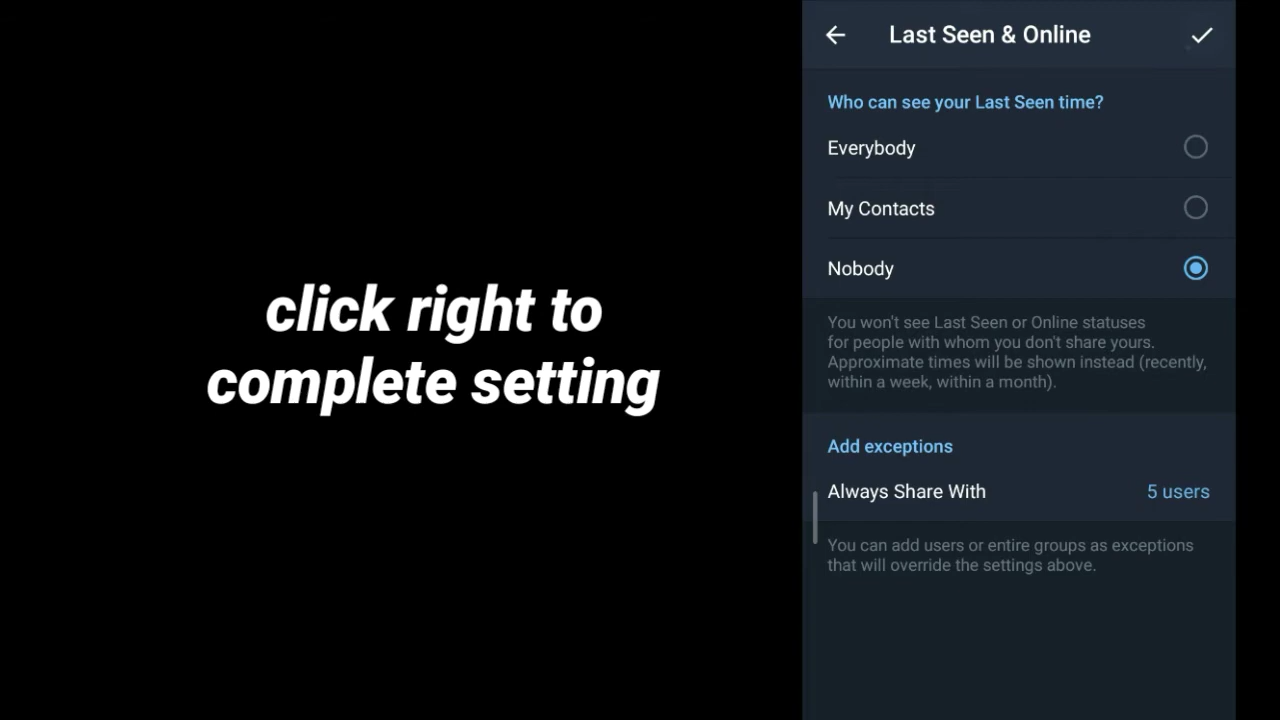 click right to
complete setting
Last Seen & Online
Who can see your Last Seen time?
Everybody
My Contacts
Nobody
You won't see Last Seen or Online statuses
for people with whom you don't share yours.
Approximate times will be shown instead (recently,
within a week, within a month).
Add exceptions
Always Share With 5 users
You can add users or entire groups as exceptions
that will override the settings above.